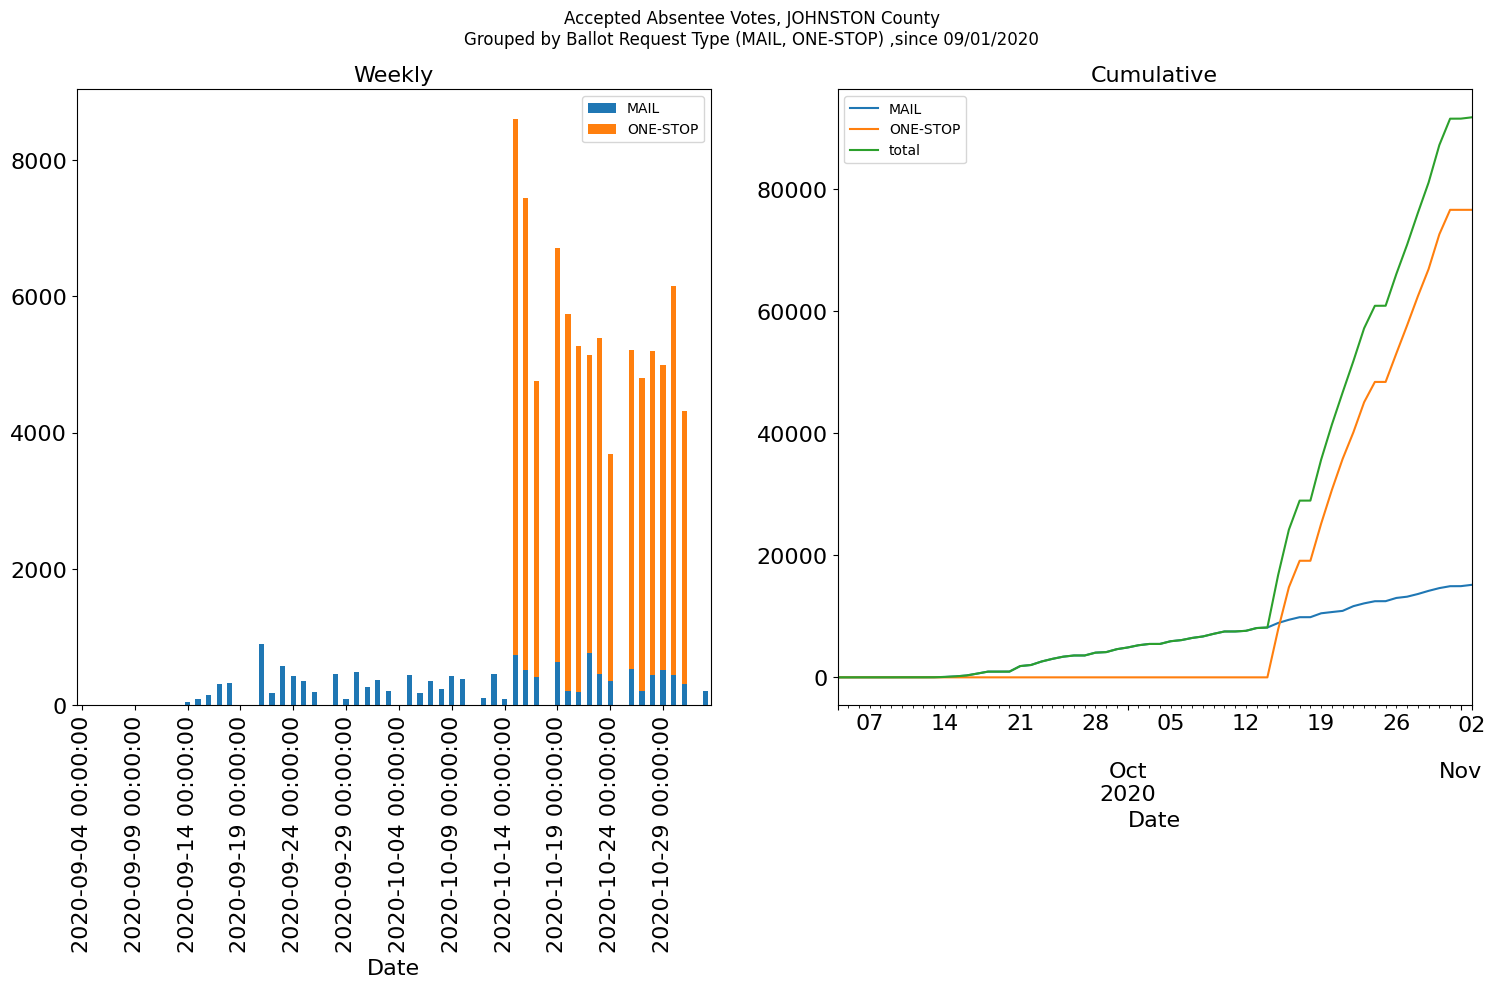 Accepted Absentee Votes, JOHNSTON County
Grouped by Ballot Request Type (MAIL, ONE-STOP) ,since 09/01/2020
Weekly
MAIL
ONE-STOP
8000
6000
4000
2000
0
2020-09-04 00:00:00
2020-09-09 00:00:00
2020-09-14 00:00:00
2020-09-19 00:00:00
2020-09-24 00:00:00
2020-09-29 00:00:00
2020-10-04 00:00:00
2020-10-09 00:00:00
2020-10-14 00:00:00
2020-10-19 00:00:00
2020-10-24 00:00:00
2020-10-29 00:00:00
Date
Cumulative
MAIL
ONE-STOP
total
80000
60000
40000
20000
0
07 14 21 28 05 12 19 26 02
Oct Nov
2020
Date